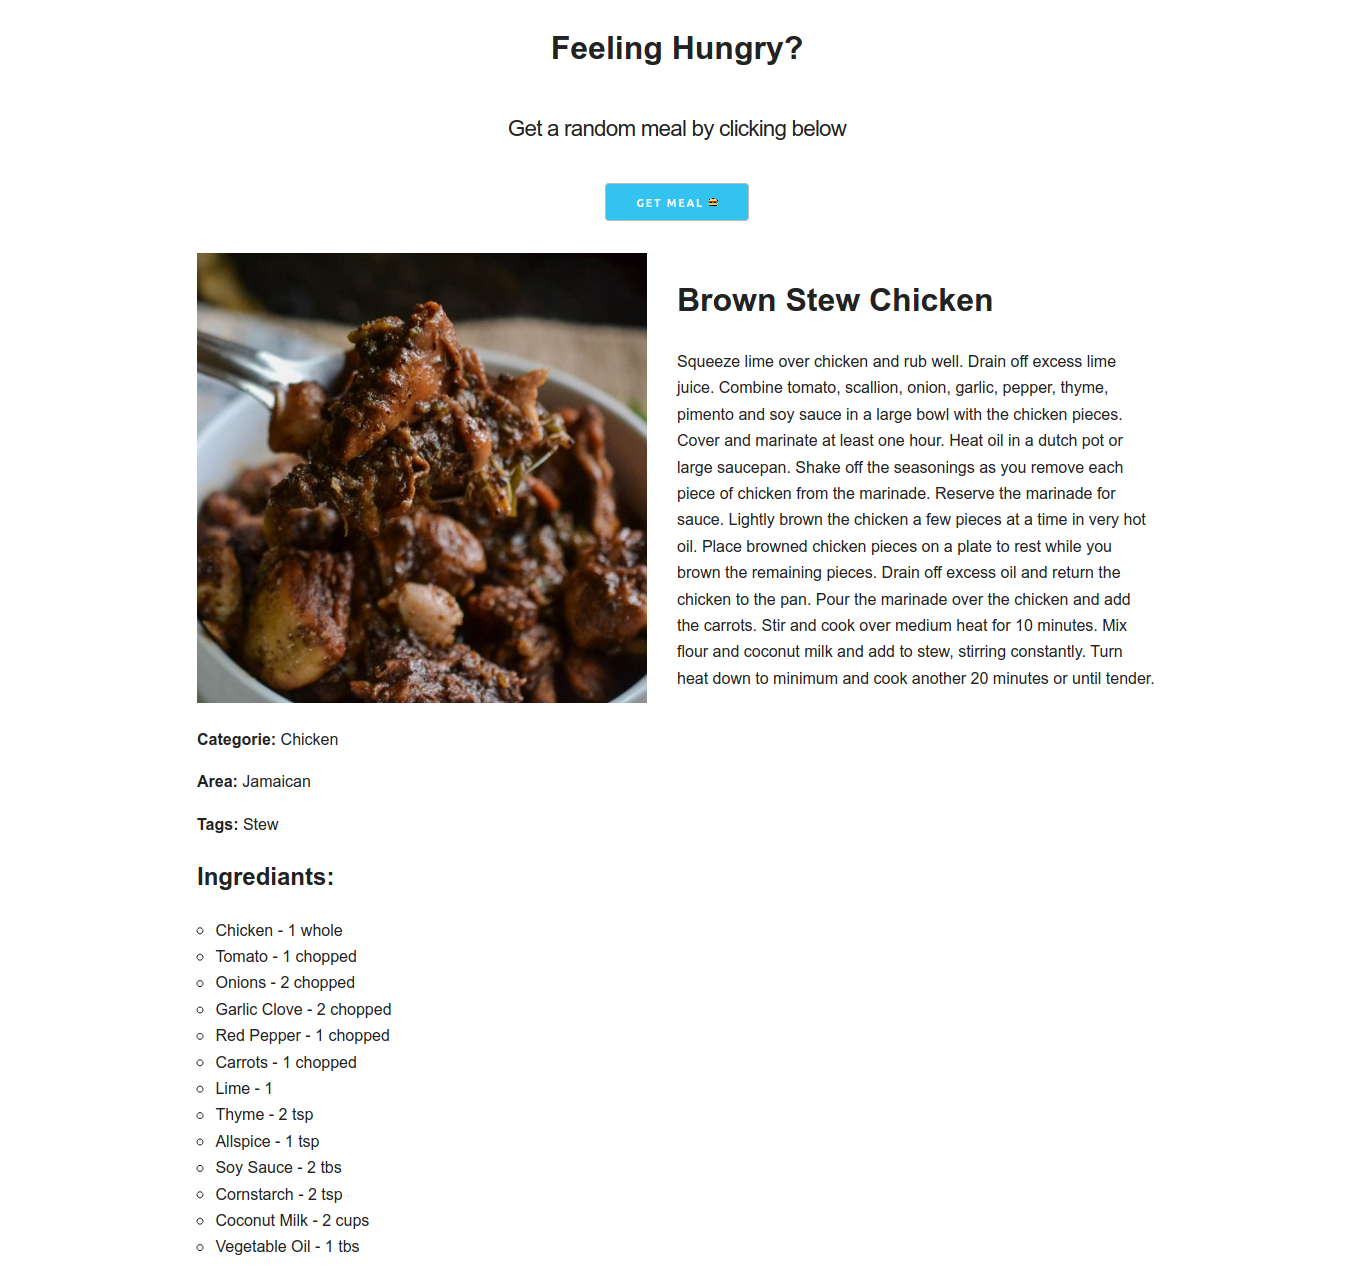 Feeling Hungry?
Get a random meal by clicking below
GET MEAL 🍔
Brown Stew Chicken
Squeeze lime over chicken and rub well. Drain off excess lime
juice. Combine tomato, scallion, onion, garlic, pepper, thyme,
pimento and soy sauce in a large bowl with the chicken pieces.
Cover and marinate at least one hour. Heat oil in a dutch pot or
large saucepan. Shake off the seasonings as you remove each
piece of chicken from the marinade. Reserve the marinade for
sauce. Lightly brown the chicken a few pieces at a time in very hot
oil. Place browned chicken pieces on a plate to rest while you
brown the remaining pieces. Drain off excess oil and return the
chicken to the pan. Pour the marinade over the chicken and add
the carrots. Stir and cook over medium heat for 10 minutes. Mix
flour and coconut milk and add to stew, stirring constantly. Turn
heat down to minimum and cook another 20 minutes or until tender.
Categorie: Chicken
Area: Jamaican
Tags: Stew
Ingrediants:
Chicken - 1 whole
Tomato - 1 chopped
Onions - 2 chopped
Garlic Clove - 2 chopped
Red Pepper - 1 chopped
Carrots - 1 chopped
Lime - 1
Thyme - 2 tsp
Allspice - 1 tsp
Soy Sauce - 2 tbs
Cornstarch - 2 tsp
Coconut Milk - 2 cups
Vegetable Oil - 1 tbs